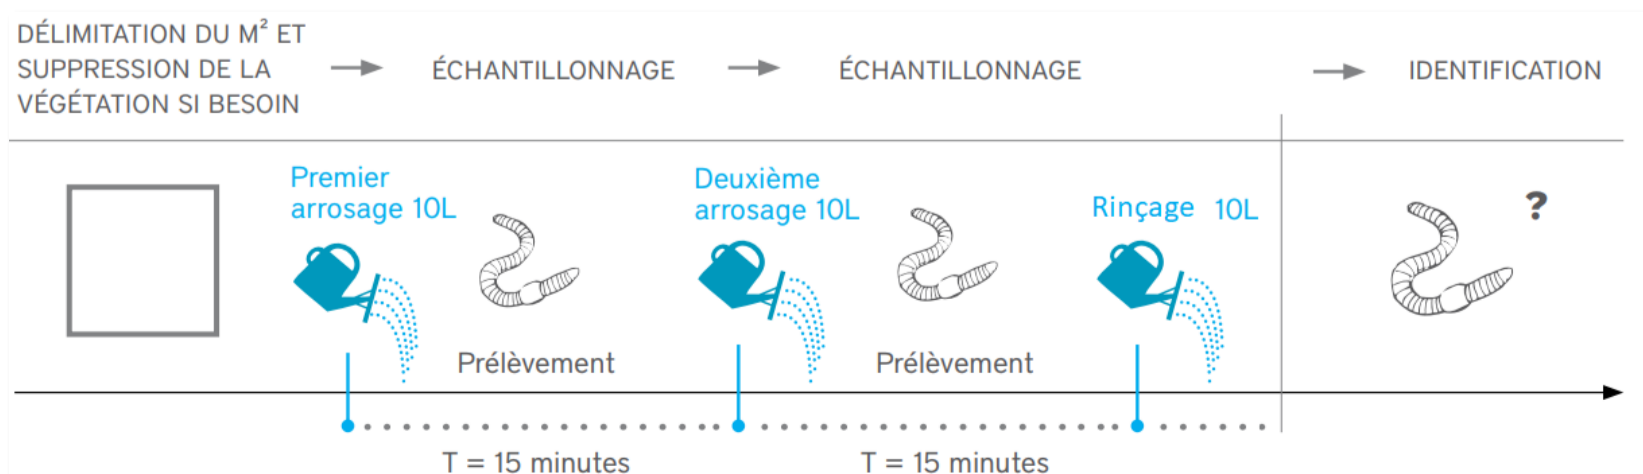 DÉLIMITATION DU M² ET
SUPPRESSION DE LA
VÉGÉTATION SI BESOIN
ÉCHANTILLONNAGE
ÉCHANTILLONNAGE
IDENTIFICATION
Premier
arrosage 10L
Deuxième
arrosage 10L
Rinçage 10L
?
Prélèvement
Prélèvement
T = 15 minutes
T = 15 minutes